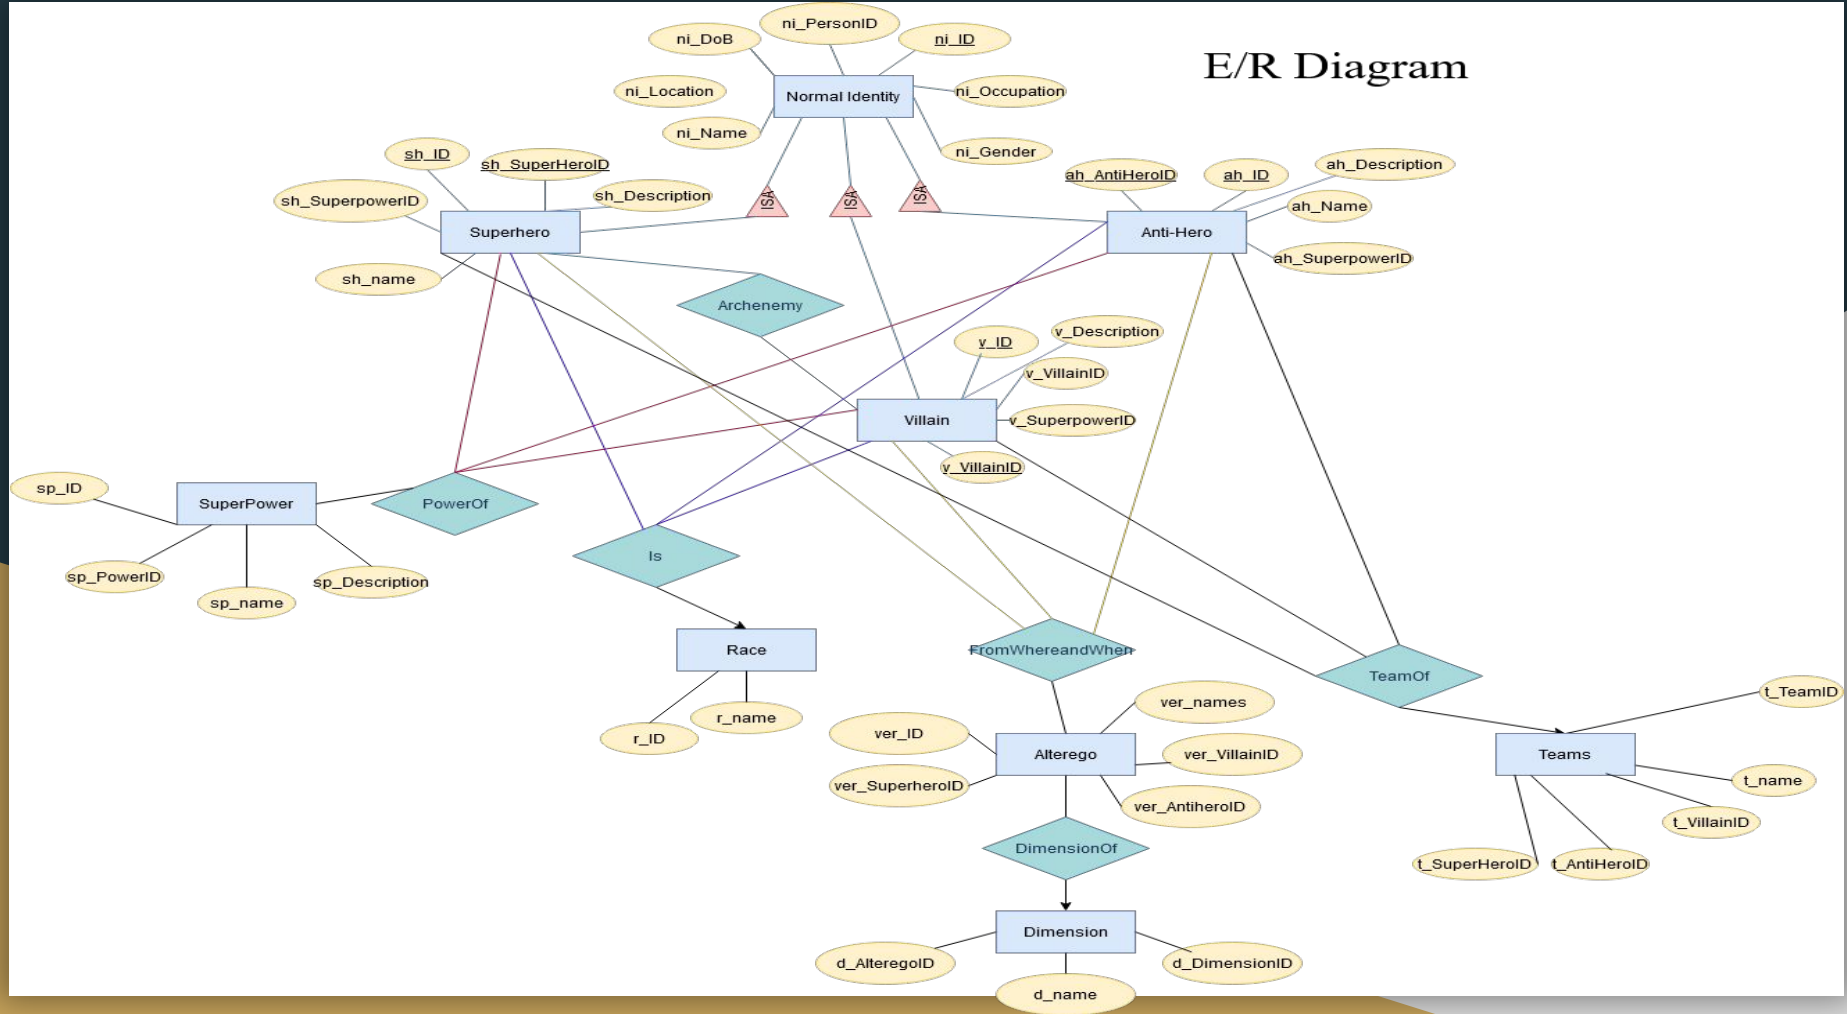 ni_PersonID
ni_DoB
ni_ID
E/R Diagram
ni_Location
Normal Identity
ni_Occupation
ni_Name
ni_Gender
sh_ID
sh_SuperHeroID
sh_SuperpowerID
sh_Description
ISA
ISA
ISA
ah_AntiHeroID
ah_ID
ah_Description
ah_Name
Superhero
Anti-Hero
ah_SuperpowerID
sh_name
Archenemy
v_ID
v_Description
v_VillainID
Villain
v_SuperpowerID
v_VillainID
sp_ID
SuperPower
PowerOf
Is
sp_PowerID
sp_Description
sp_name
Race
FromWhereandWhen
TeamOf
r_name
r_ID
t_TeamID
ver_names
ver_ID
Alterego
ver_VillainID
Teams
ver_SuperheroID
ver_AntiheroID
t_name
t_VillainID
DimensionOf
t_SuperHeroID
t_AntiHeroID
Dimension
d_AlteregoID
d_DimensionID
d_name